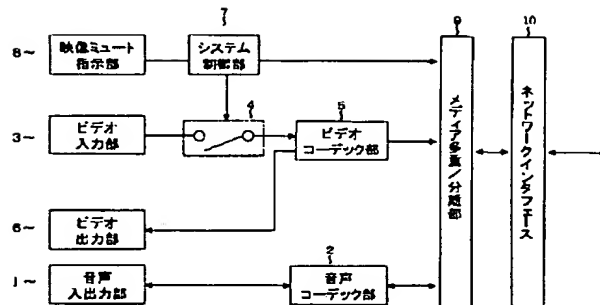 7
9
10
8~
映像ミュート
指示部
システム
制御部
4
5
3~
ビデオ
入力部
ビデオ
コーデック部
メディア多重/分離部
ネットワークインタフェース
6~
ビデオ
出力部
2
1~
音声
入出力部
音声
コーデック部